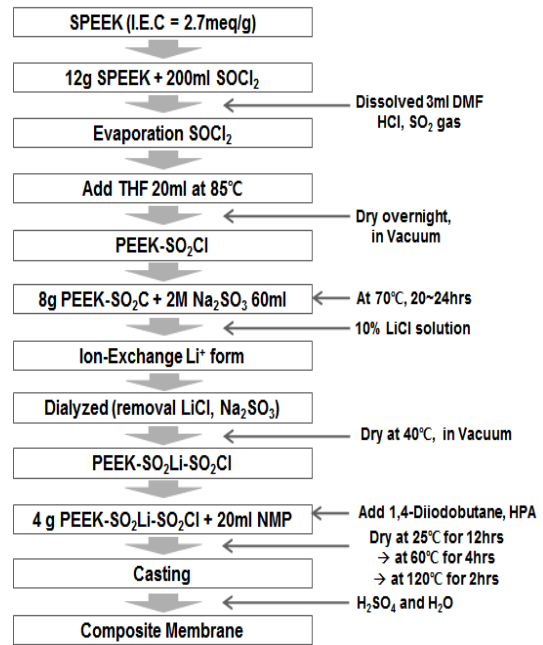 SPEEK (I.E.C = 2.7meq/g)
12g SPEEK + 200ml SOCl₂
Dissolved 3ml DMF
HCl, SO₂ gas
Evaporation SOCl₂
Add THF 20ml at 85℃
Dry overnight,
in Vacuum
PEEK-SO₂Cl
8g PEEK-SO₂C + 2M Na₂SO₃ 60ml
At 70℃, 20~24hrs
10% LiCl solution
Ion-Exchange Li⁺ form
Dialyzed (removal LiCl, Na₂SO₃)
Dry at 40℃, in Vacuum
PEEK-SO₂Li-SO₂Cl
4 g PEEK-SO₂Li-SO₂Cl + 20ml NMP
Add 1,4-Diiodobutane, HPA
Dry at 25℃ for 12hrs
→ at 60℃ for 4hrs
→ at 120℃ for 2hrs
Casting
H₂SO₄ and H₂O
Composite Membrane